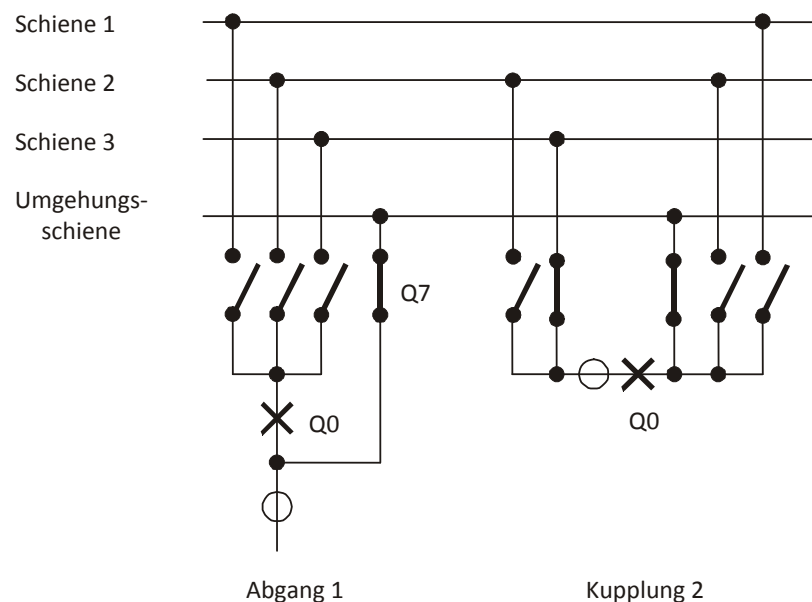 Schiene 1
Schiene 2
Schiene 3
Umgehungs-
schiene
Q7
Q0
Q0
Abgang 1
Kupplung 2